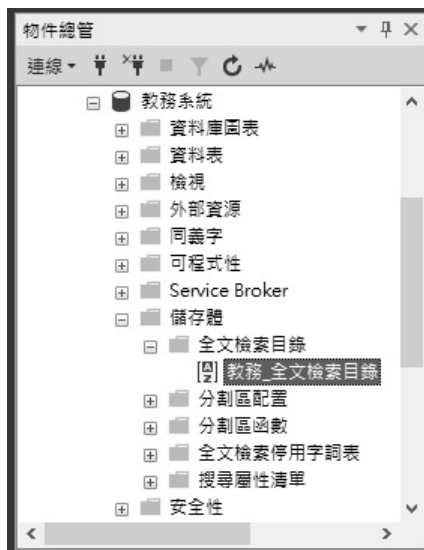 物件總管
連線
教務系統
資料庫圖表
資料表
檢視
外部資源
同義字
可程式性
Service Broker
儲存體
全文檢索目錄
教務_全文檢索目錄
分割區配置
分割區函數
全文檢索停用字詞表
搜尋屬性清單
安全性